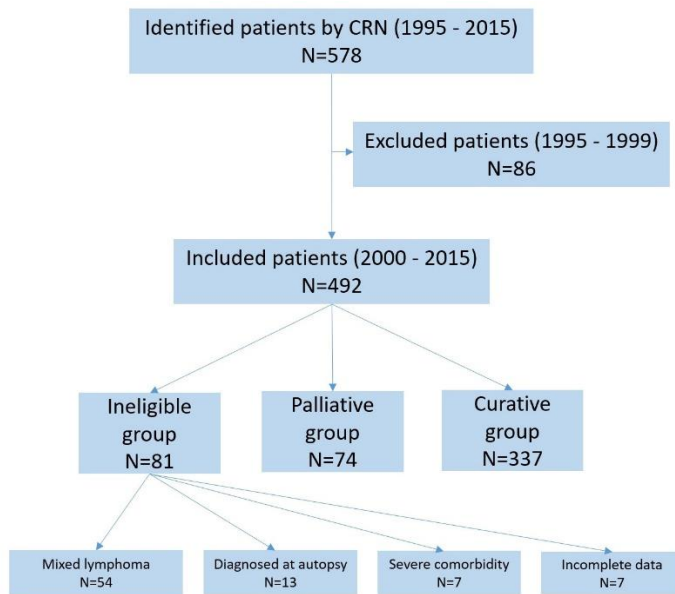 Identified patients by CRN (1995 - 2015)
N=578
Excluded patients (1995 - 1999)
N=86
Included patients (2000 - 2015)
N=492
Ineligible
group
N=81
Palliative
group
N=74
Curative
group
N=337
Mixed lymphoma
N=54
Diagnosed at autopsy
N=13
Severe comorbidity
N=7
Incomplete data
N=7